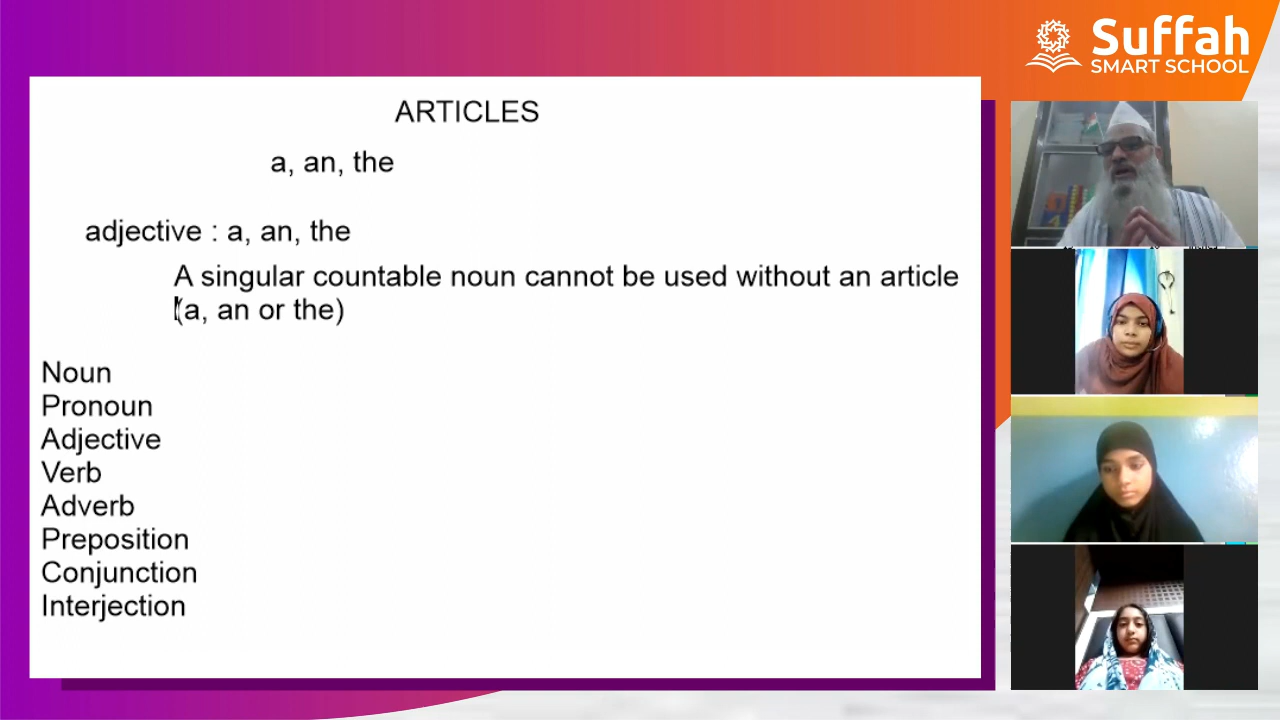 Suffah
SMART SCHOOL
ARTICLES
a, an, the
adjective : a, an, the
A singular countable noun cannot be used without an article
(a, an or the)
Noun
Pronoun
Adjective
Verb
Adverb
Preposition
Conjunction
Interjection